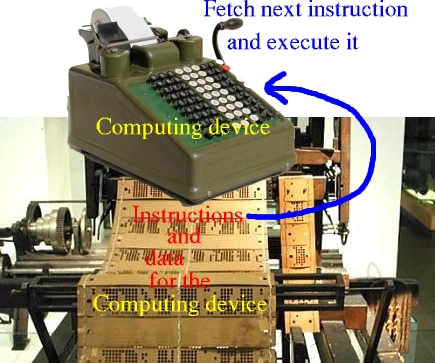 Fetch next instruction
and execute it
Computing device
Instructions
and
data
for the
Computing device